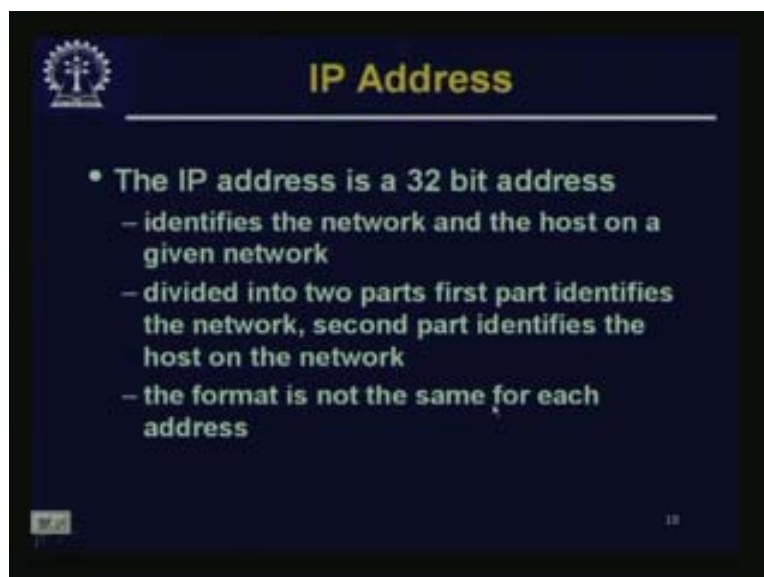 IP Address
• The IP address is a 32 bit address
– identifies the network and the host on a
given network
– divided into two parts first part identifies
the network, second part identifies the
host on the network
– the format is not the same for each
address